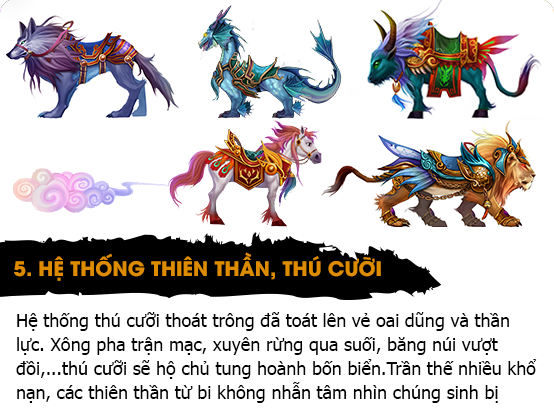 5. HỆ THỐNG THIÊN THẦN, THÚ CƯỠI
Hệ thống thú cưỡi thoát trông đã toát lên vẻ oai dũng và thần
lực. Xông pha trận mạc, xuyên rừng qua suối, băng núi vượt
đồi,...thú cưỡi sẽ hộ chủ tung hoành bốn biển.Trần thế nhiều khổ
nạn, các thiên thần từ bi không nhẫn tâm nhìn chúng sinh bị